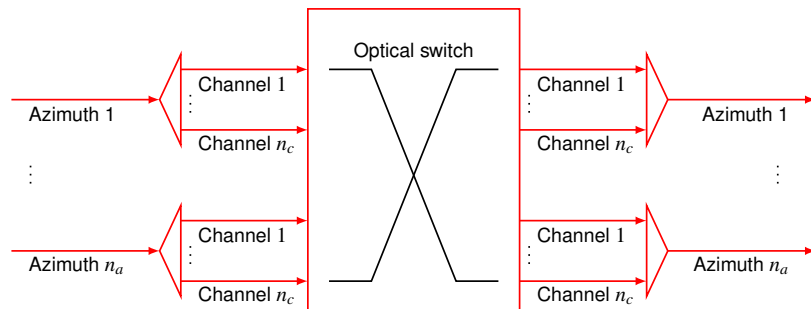 Optical switch
Azimuth 1
Channel 1
⋮
Channel n_c
⋮
Azimuth n_a
Channel 1
⋮
Channel n_c
Channel 1
⋮
Channel n_c
Azimuth 1
⋮
Channel 1
⋮
Channel n_c
Azimuth n_a